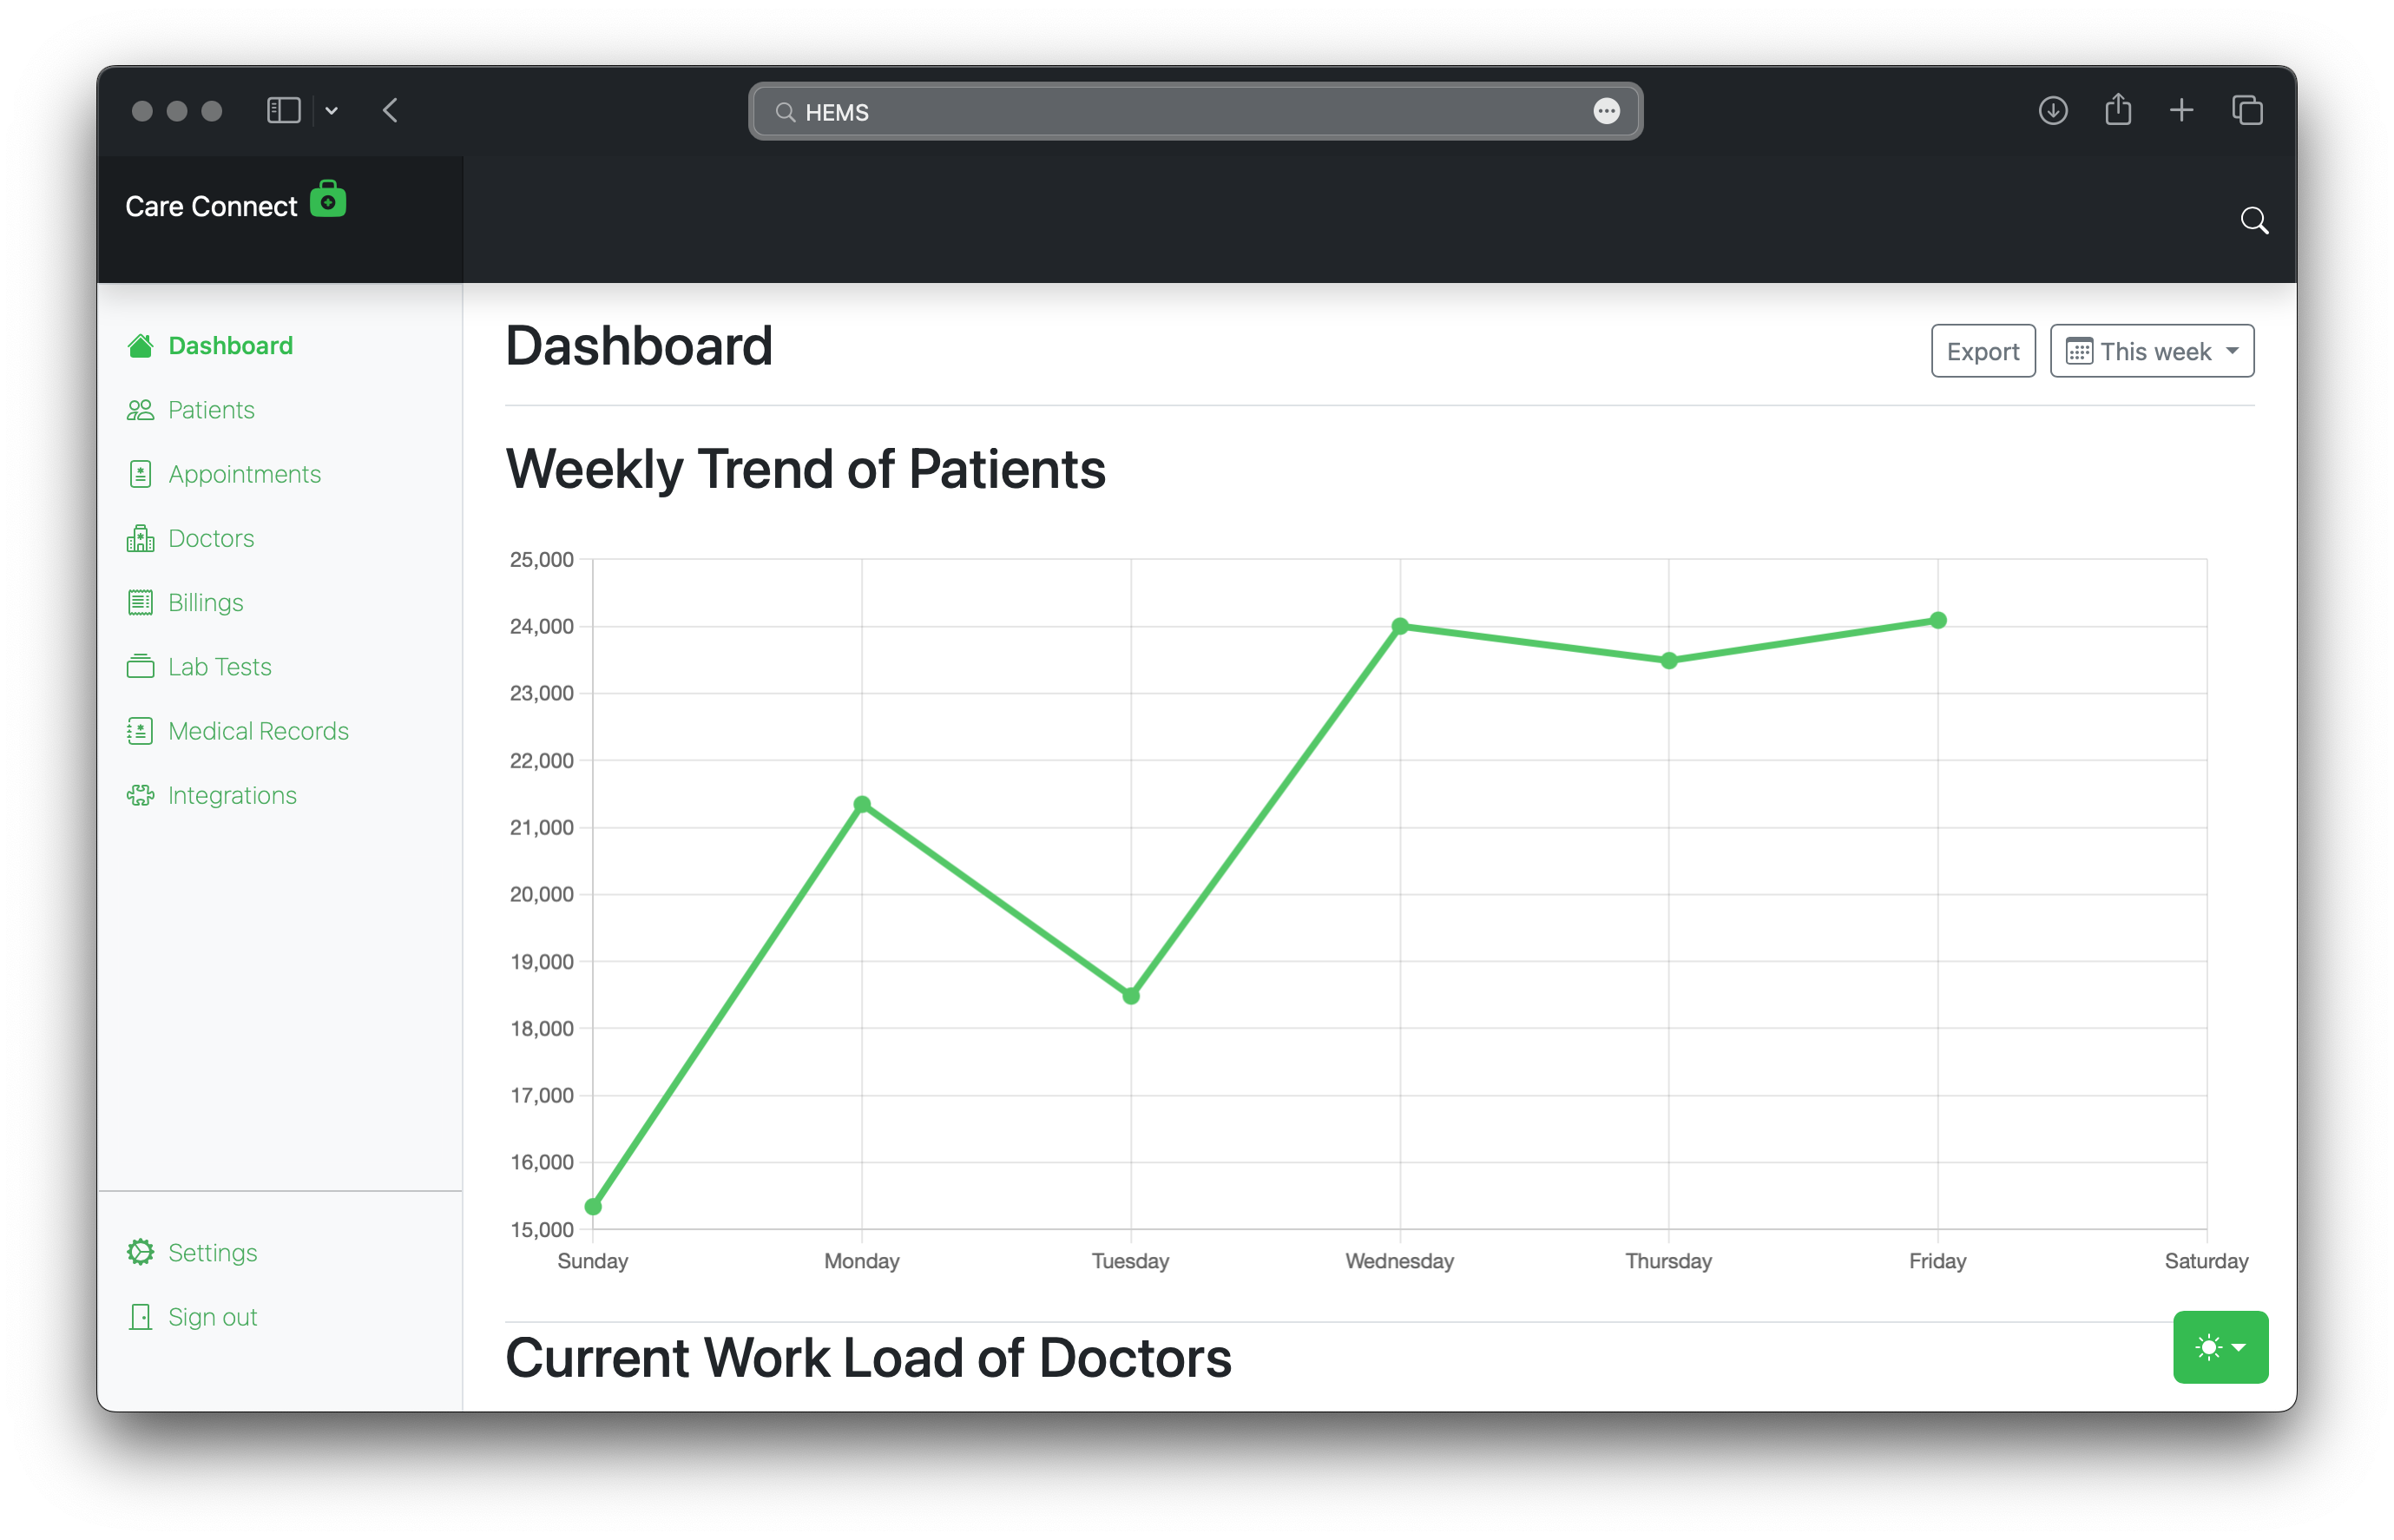 HEMS
Care Connect
Dashboard
Patients
Appointments
Doctors
Billings
Lab Tests
Medical Records
Integrations
Settings
Sign out
Dashboard
Export
This week
Weekly Trend of Patients
25,000
24,000
23,000
22,000
21,000
20,000
19,000
18,000
17,000
16,000
15,000
Sunday Monday Tuesday Wednesday Thursday Friday Saturday
Current Work Load of Doctors